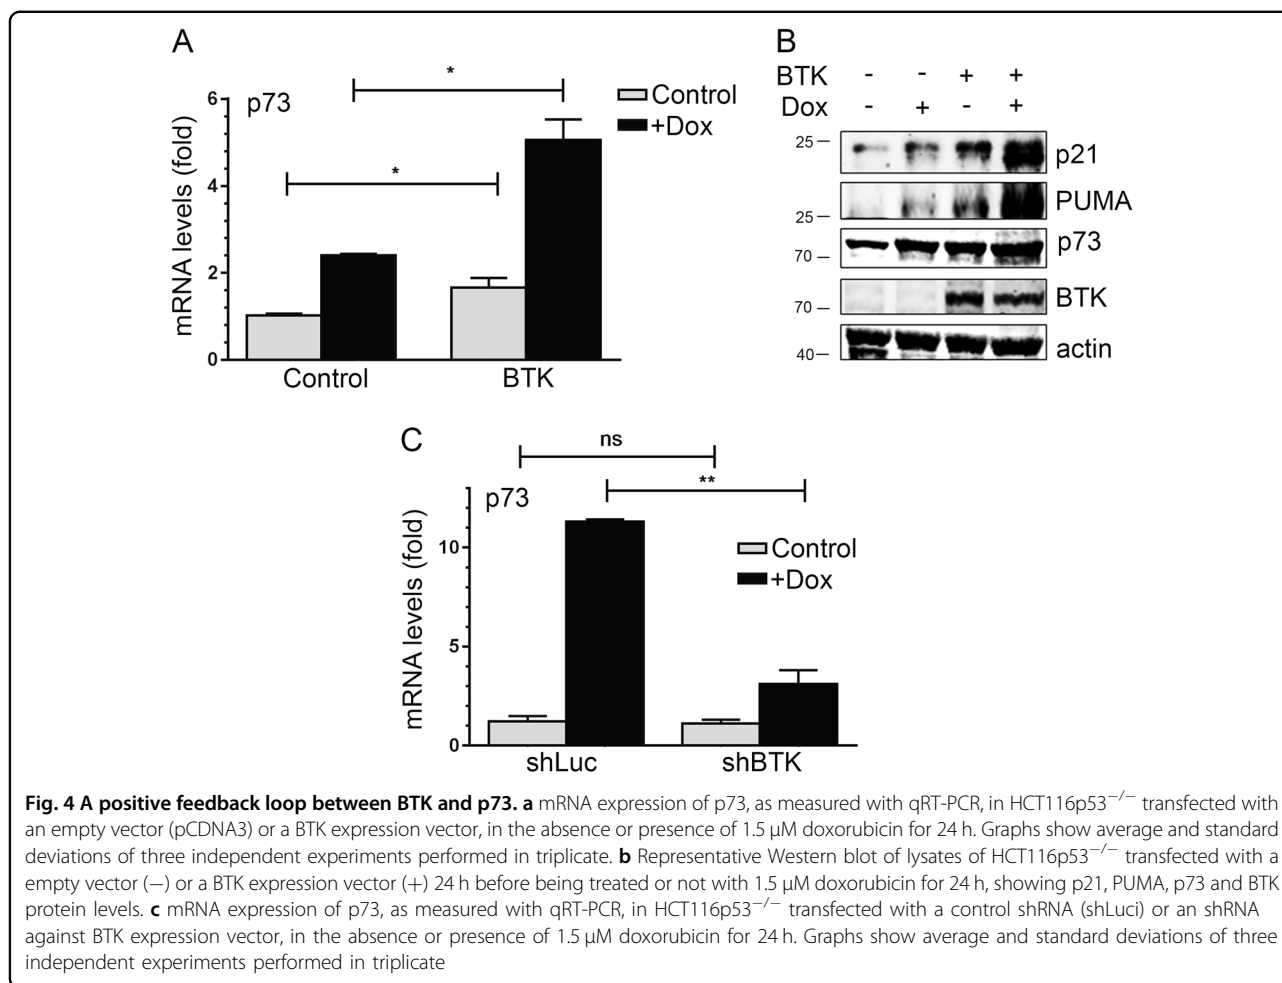 A
*
p73
Control
+Dox
*
mRNA levels (fold)
6
4
2
0
Control BTK
B
BTK - - + +
Dox - + - +
25 p21
PUMA
25
p73
70
BTK
70
40 actin
C
ns
**
p73
Control
+Dox
mRNA levels (fold)
10
5
0
shLuc shBTK
Fig. 4 A positive feedback loop between BTK and p73. a mRNA expression of p73, as measured with qRT-PCR, in HCT116p53−/− transfected with
an empty vector (pCDNA3) or a BTK expression vector, in the absence or presence of 1.5 μM doxorubicin for 24 h. Graphs show average and standard
deviations of three independent experiments performed in triplicate. b Representative Western blot of lysates of HCT116p53−/− transfected with a
empty vector (−) or a BTK expression vector (+) 24 h before being treated or not with 1.5 μM doxorubicin for 24 h, showing p21, PUMA, p73 and BTK
protein levels. c mRNA expression of p73, as measured with qRT-PCR, in HCT116p53−/− transfected with a control shRNA (shLuci) or an shRNA
against BTK expression vector, in the absence or presence of 1.5 μM doxorubicin for 24 h. Graphs show average and standard deviations of three
independent experiments performed in triplicate